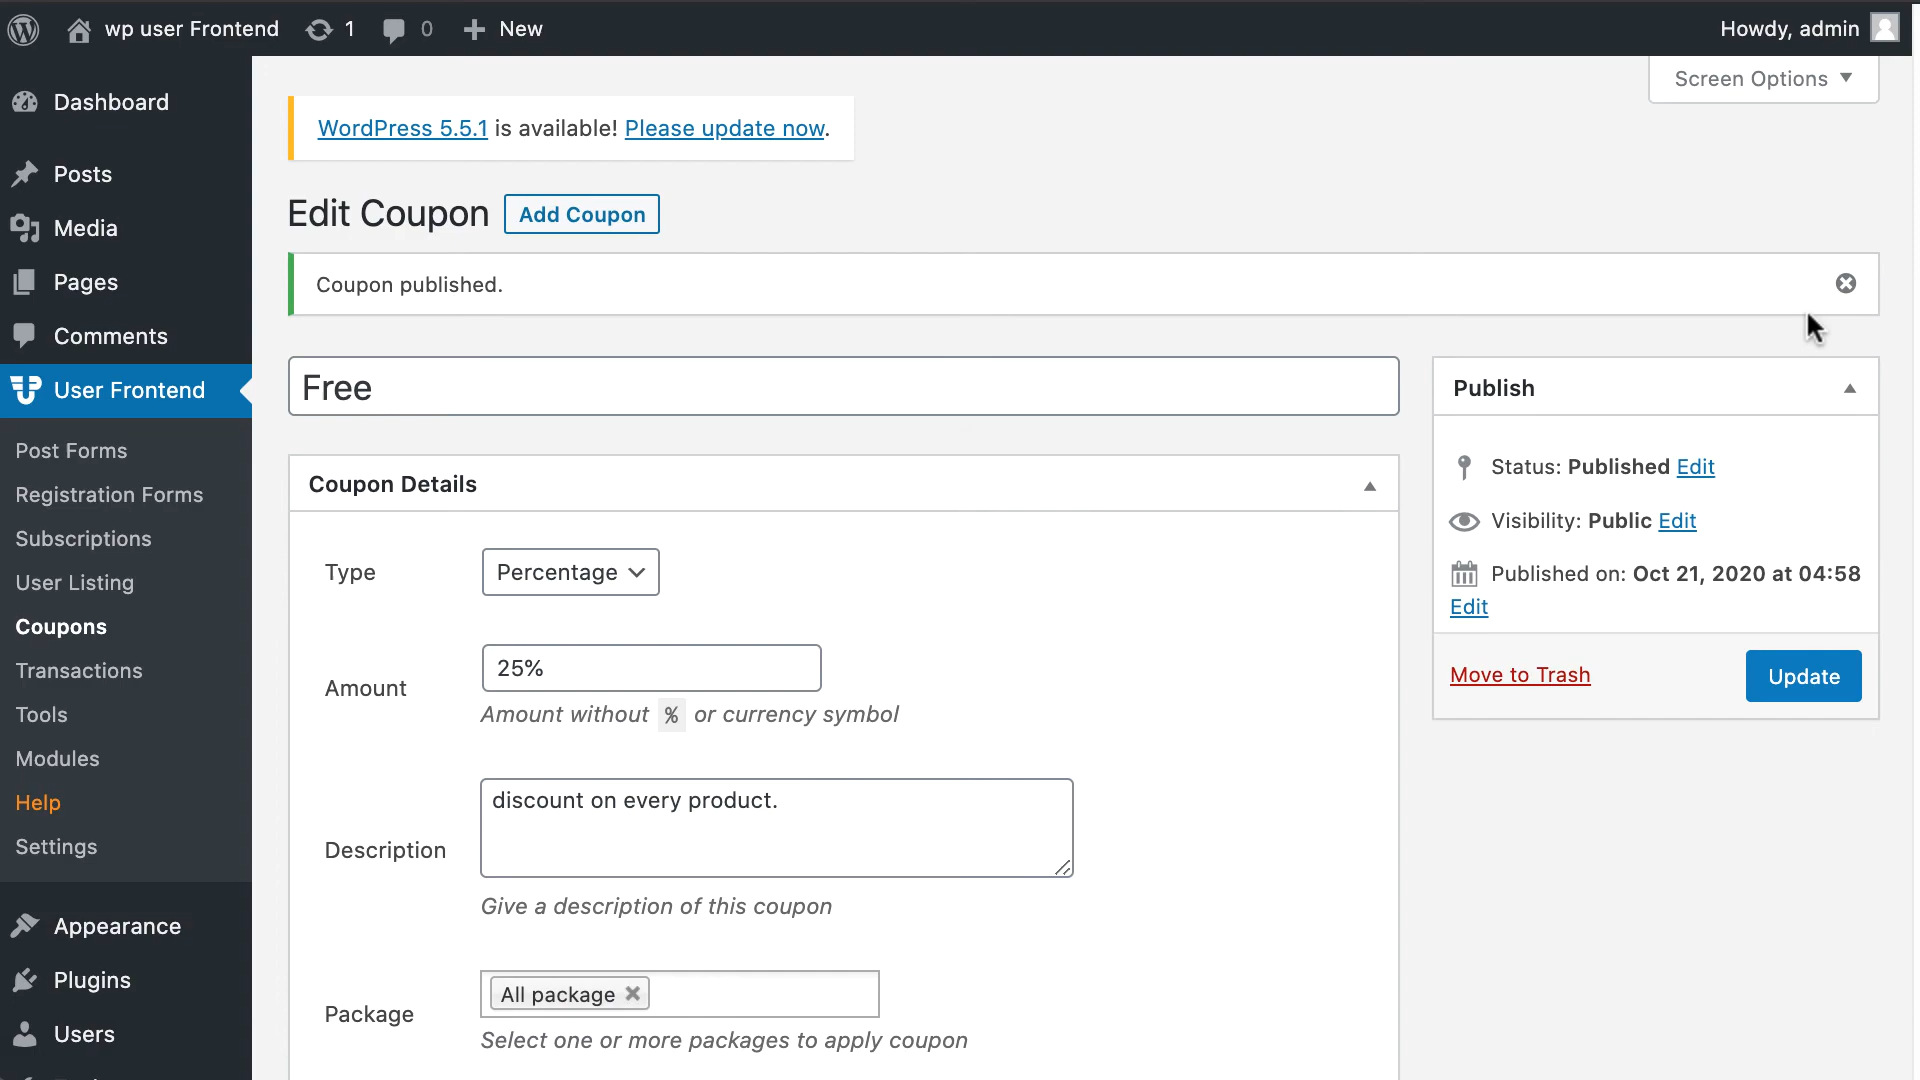 wp user Frontend 1 0 New Howdy, admin
Screen Options
Dashboard
Posts
Media
Pages
Comments
User Frontend
Post Forms
Registration Forms
Subscriptions
User Listing
Coupons
Transactions
Tools
Modules
Help
Settings
Appearance
Plugins
Users
WordPress 5.5.1 is available! Please update now.
Edit Coupon Add Coupon
Coupon published.
Free
Coupon Details
Type Percentage
Amount 25%
Amount without % or currency symbol
Description discount on every product.
Give a description of this coupon
Package All package
Select one or more packages to apply coupon
Publish
Status: Published Edit
Visibility: Public Edit
Published on: Oct 21, 2020 at 04:58
Edit
Move to Trash Update